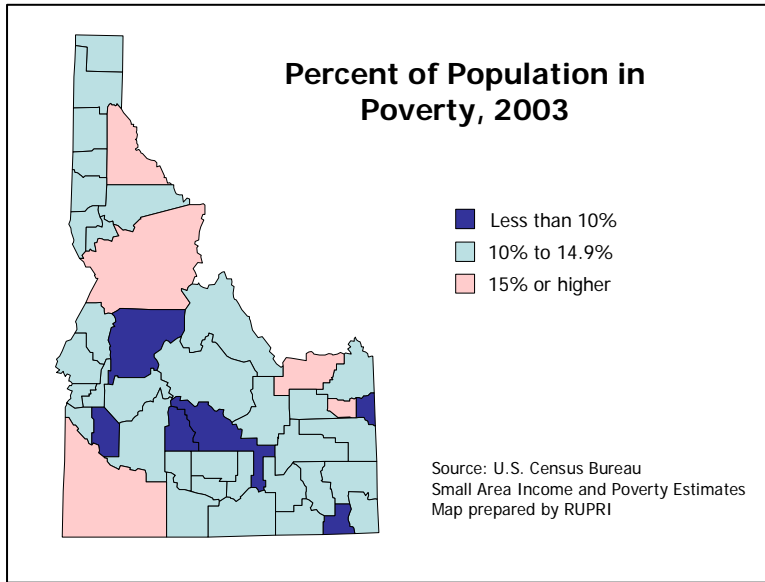 Percent of Population in
Poverty, 2003
Less than 10%
10% to 14.9%
15% or higher
Source: U.S. Census Bureau
Small Area Income and Poverty Estimates
Map prepared by RUPRI